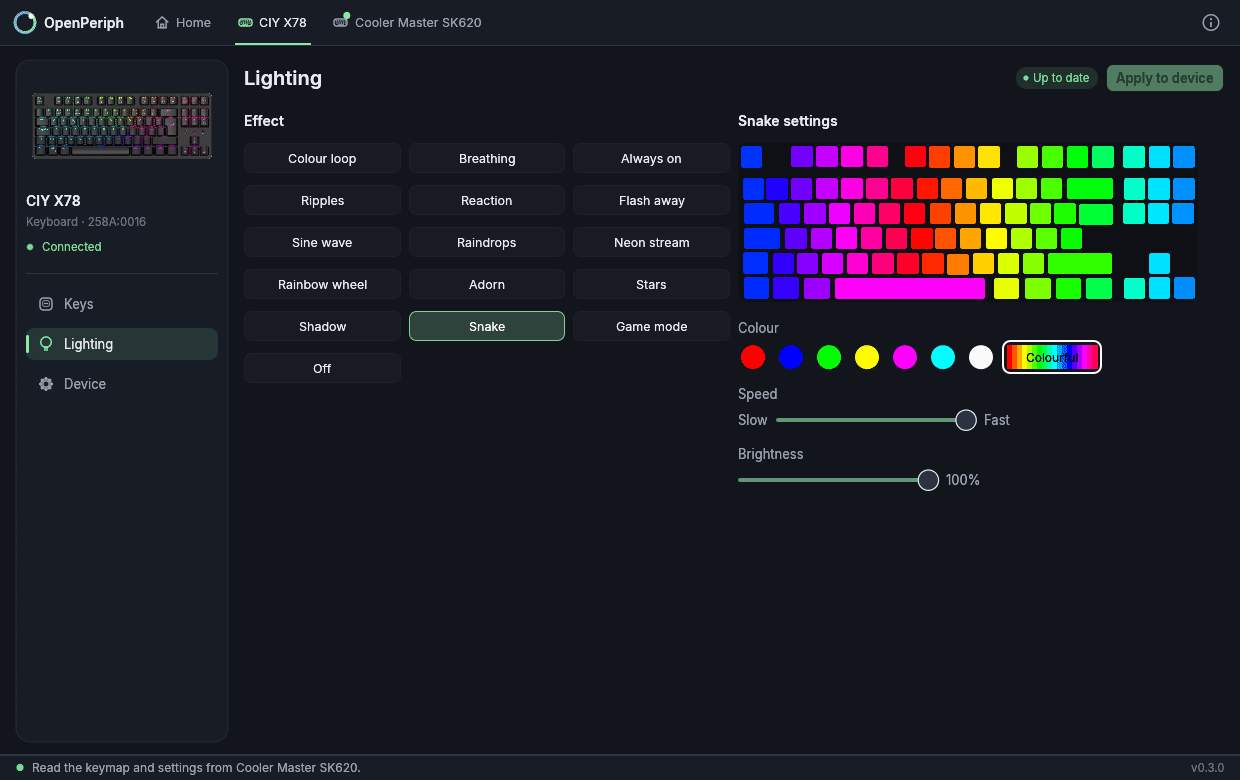 OpenPeriph
Home
CIY X78
Cooler Master SK620
Lighting
Up to date
Apply to device
CIY X78
Keyboard · 258A:0016
Connected
Keys
Lighting
Device
Effect
Colour loop
Breathing
Always on
Ripples
Reaction
Flash away
Sine wave
Raindrops
Neon stream
Rainbow wheel
Adorn
Stars
Shadow
Snake
Game mode
Off
Snake settings
Colour
Colourful
Speed
Slow
Fast
Brightness
100%
Read the keymap and settings from Cooler Master SK620.
v0.3.0